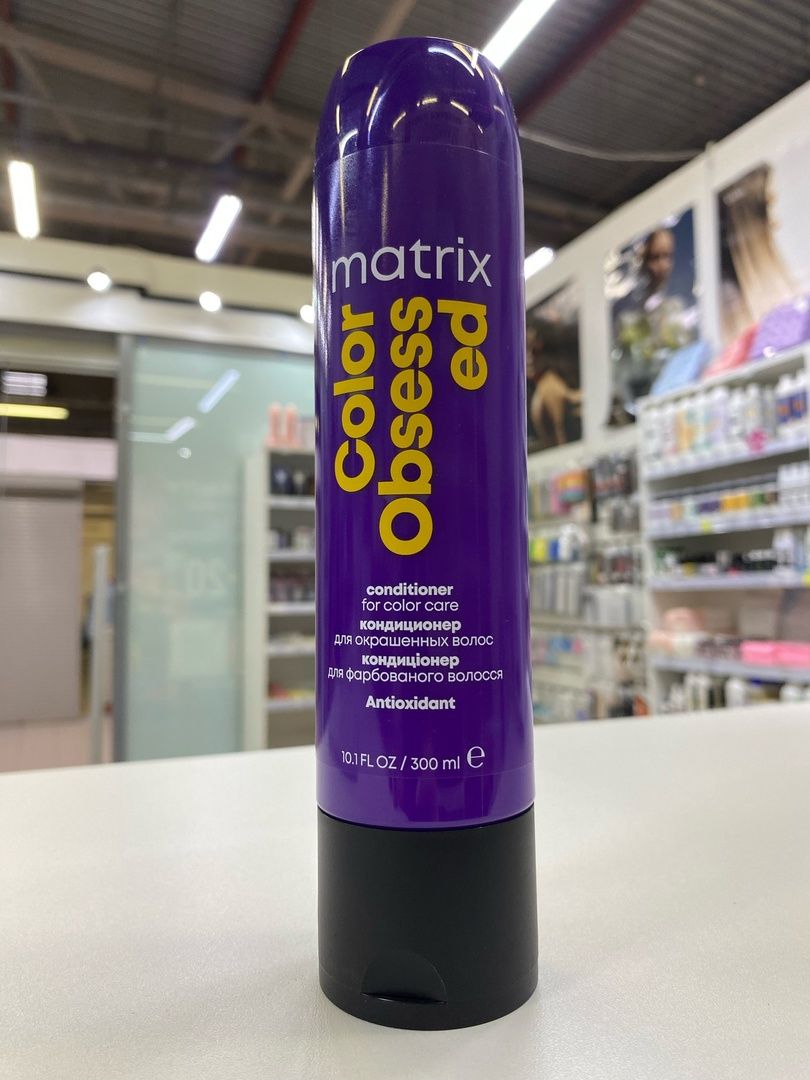 matrix
Color
Obsess
ed
conditioner
for color care
кондиционер
для окрашенных волос
кондиціонер
для фарбованого волосся
Antioxidant
10.1 FL OZ / 300 ml ℮